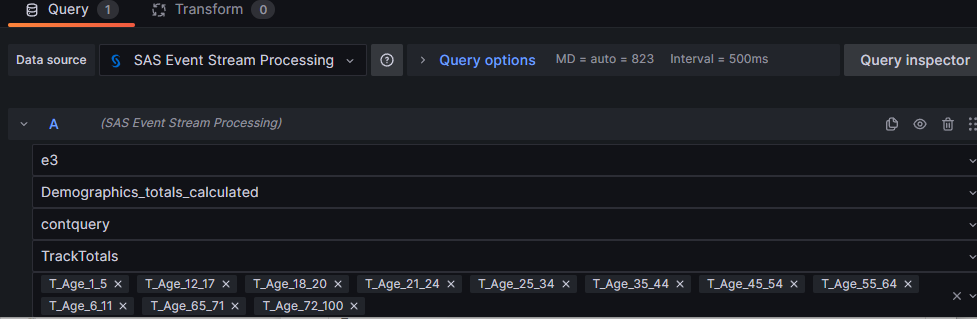 Query 1 Transform 0
Data source SAS Event Stream Processing Query options MD = auto = 823 Interval = 500ms Query inspector
A (SAS Event Stream Processing)
e3
Demographics_totals_calculated
contquery
TrackTotals
T_Age_1_5 × T_Age_12_17 × T_Age_18_20 × T_Age_21_24 × T_Age_25_34 × T_Age_35_44 × T_Age_45_54 × T_Age_55_64 ×
T_Age_6_11 × T_Age_65_71 × T_Age_72_100 ×